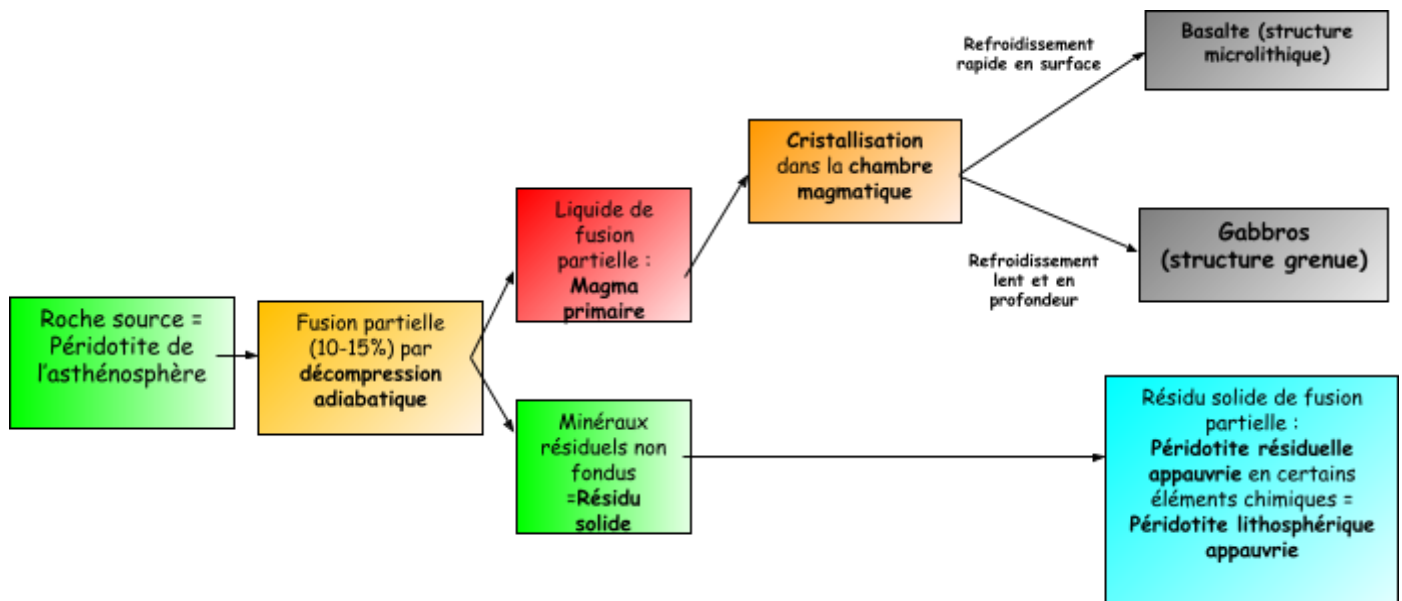 Roche source =
Péridotite de
l'asthénosphère
Fusion partielle
(10-15%) par
décompression
adiabatique
Liquide de
fusion
partielle :
Magma
primaire
Minéraux
résiduels non
fondus
=Résidu
solide
Cristallisation
dans la chambre
magmatique
Refroidissement
rapide en surface
Basalte (structure
microlithique)
Refroidissement
lent et en
profondeur
Gabbros
(structure grenue)
Résidu solide de fusion
partielle :
Péridotite résiduelle
appauvrie en certains
éléments chimiques =
Péridotite lithosphérique
appauvrie